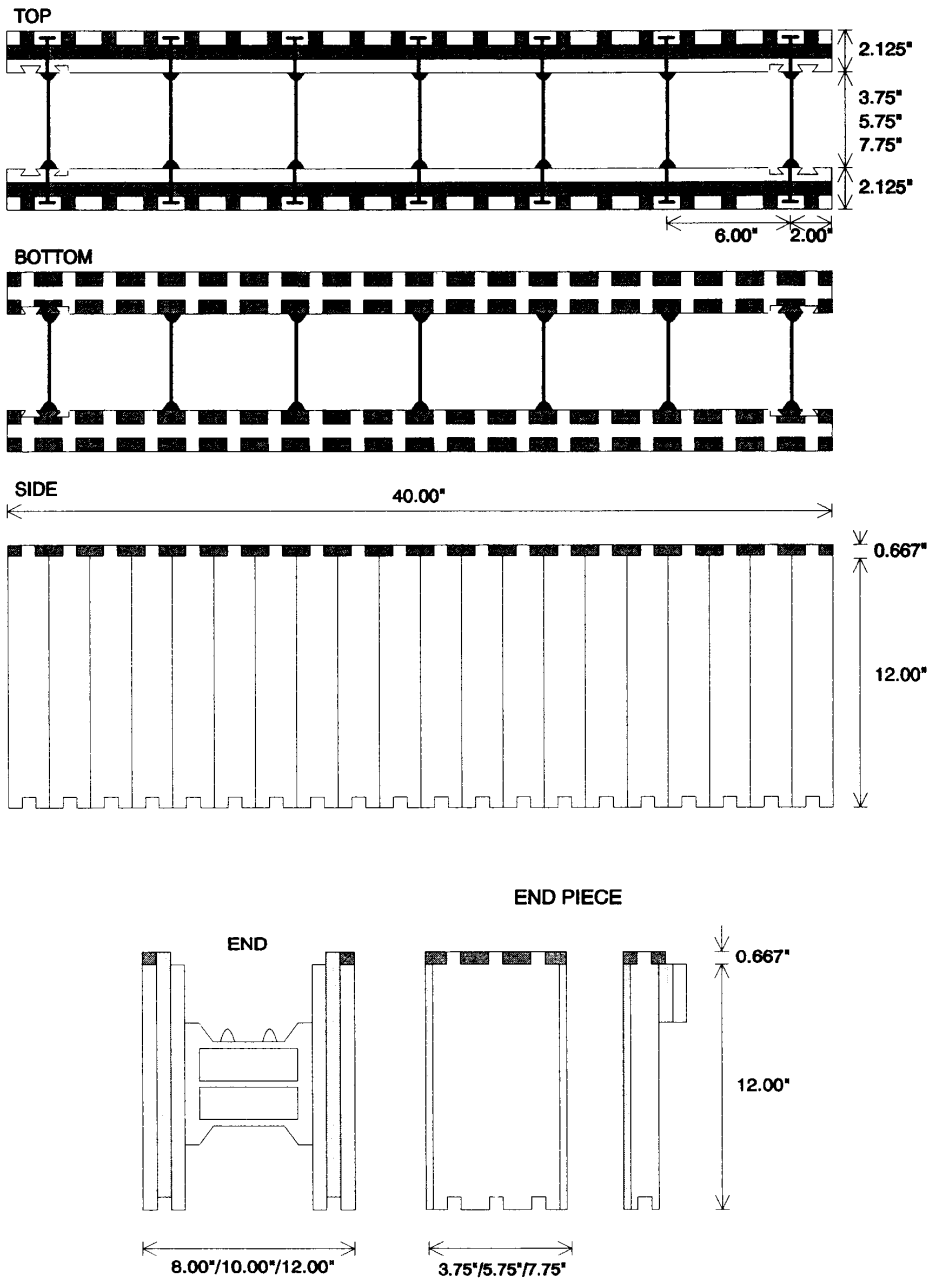 TOP
2.125"
3.75"
5.75"
7.75"
2.125"
6.00"
2.00"
BOTTOM
SIDE
40.00"
0.667"
12.00"
END PIECE
END
0.667"
12.00"
8.00"/10.00"/12.00"
3.75"/5.75"/7.75"